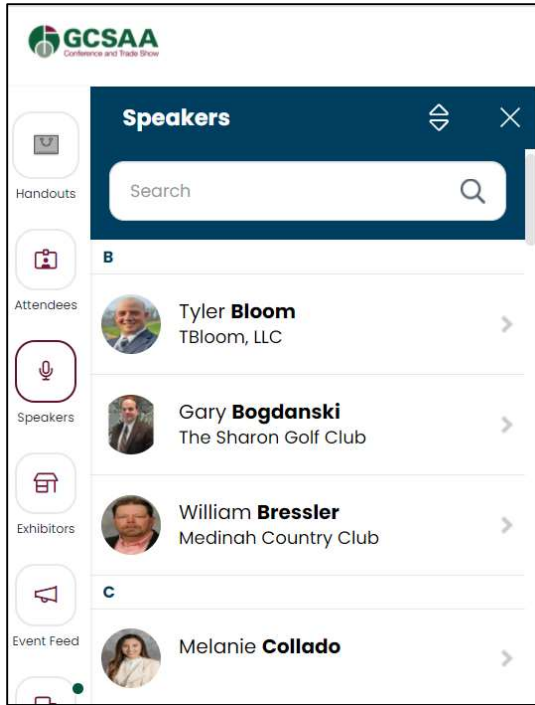 GCSAA
Conference and Trade Show
Speakers
Search
Handouts
Attendees
Speakers
Exhibitors
Event Feed
B
Tyler Bloom
TBloom, LLC
Gary Bogdanski
The Sharon Golf Club
William Bressler
Medinah Country Club
C
Melanie Collado